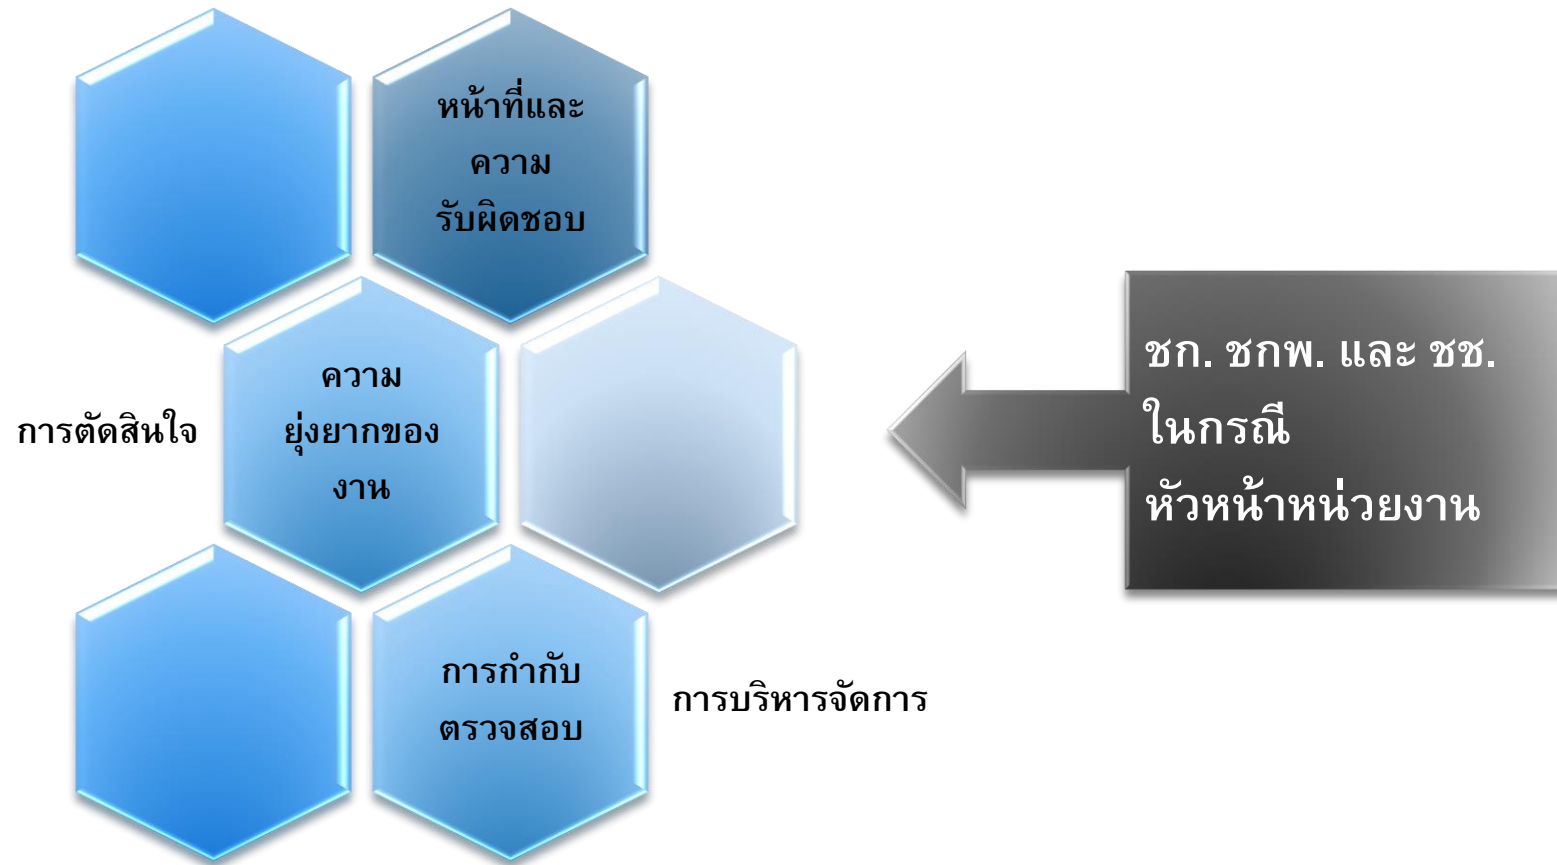 หน้าที่และ
ความ
รับผิดชอบ
การตัดสินใจ
ความ
ยุ่งยากของ
งาน
การกำกับ
ตรวจสอบ
การบริหารจัดการ
ชก. ชกพ. และ ชช.
ในกรณี
หัวหน้าหน่วยงาน